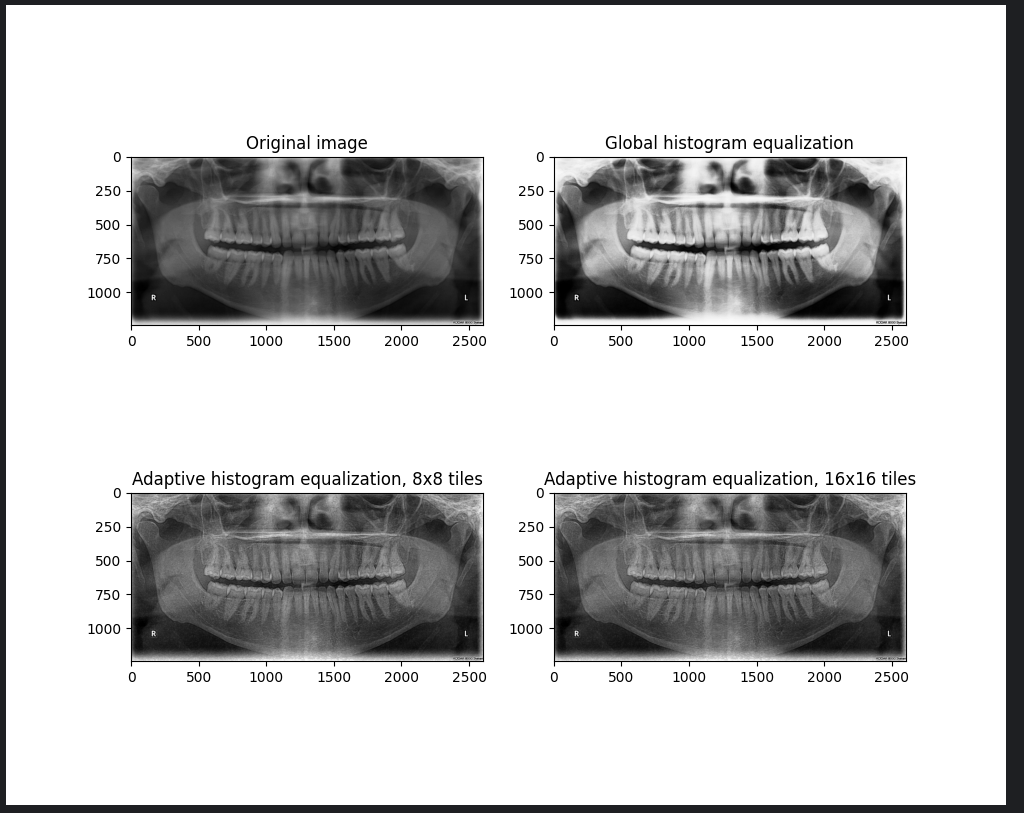 Original image
Global histogram equalization
0
250
500
750
1000
R
L
0 500 1000 1500 2000 2500
0
250
500
750
1000
R
L
0 500 1000 1500 2000 2500
Adaptive histogram equalization, 8x8 tiles
Adaptive histogram equalization, 16x16 tiles
0
250
500
750
1000
R
L
0 500 1000 1500 2000 2500
0
250
500
750
1000
R
L
0 500 1000 1500 2000 2500